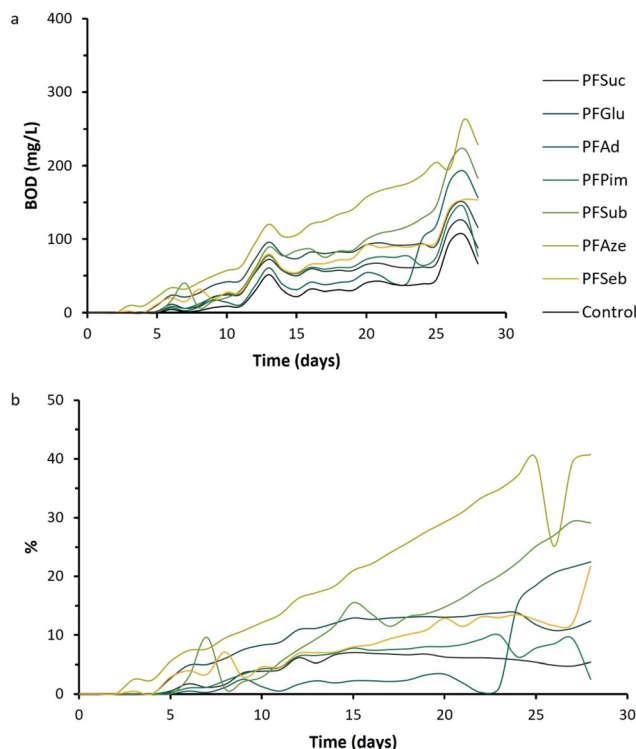 a
400
300
200
100
0
BOD (mg/L)
0 5 10 15 20 25 30
Time (days)
PFSuc
PFGlu
PFAd
PFPim
PFSub
PFAze
PFSeb
Control
b
50
40
30
20
10
0
%
0 5 10 15 20 25 30
Time (days)